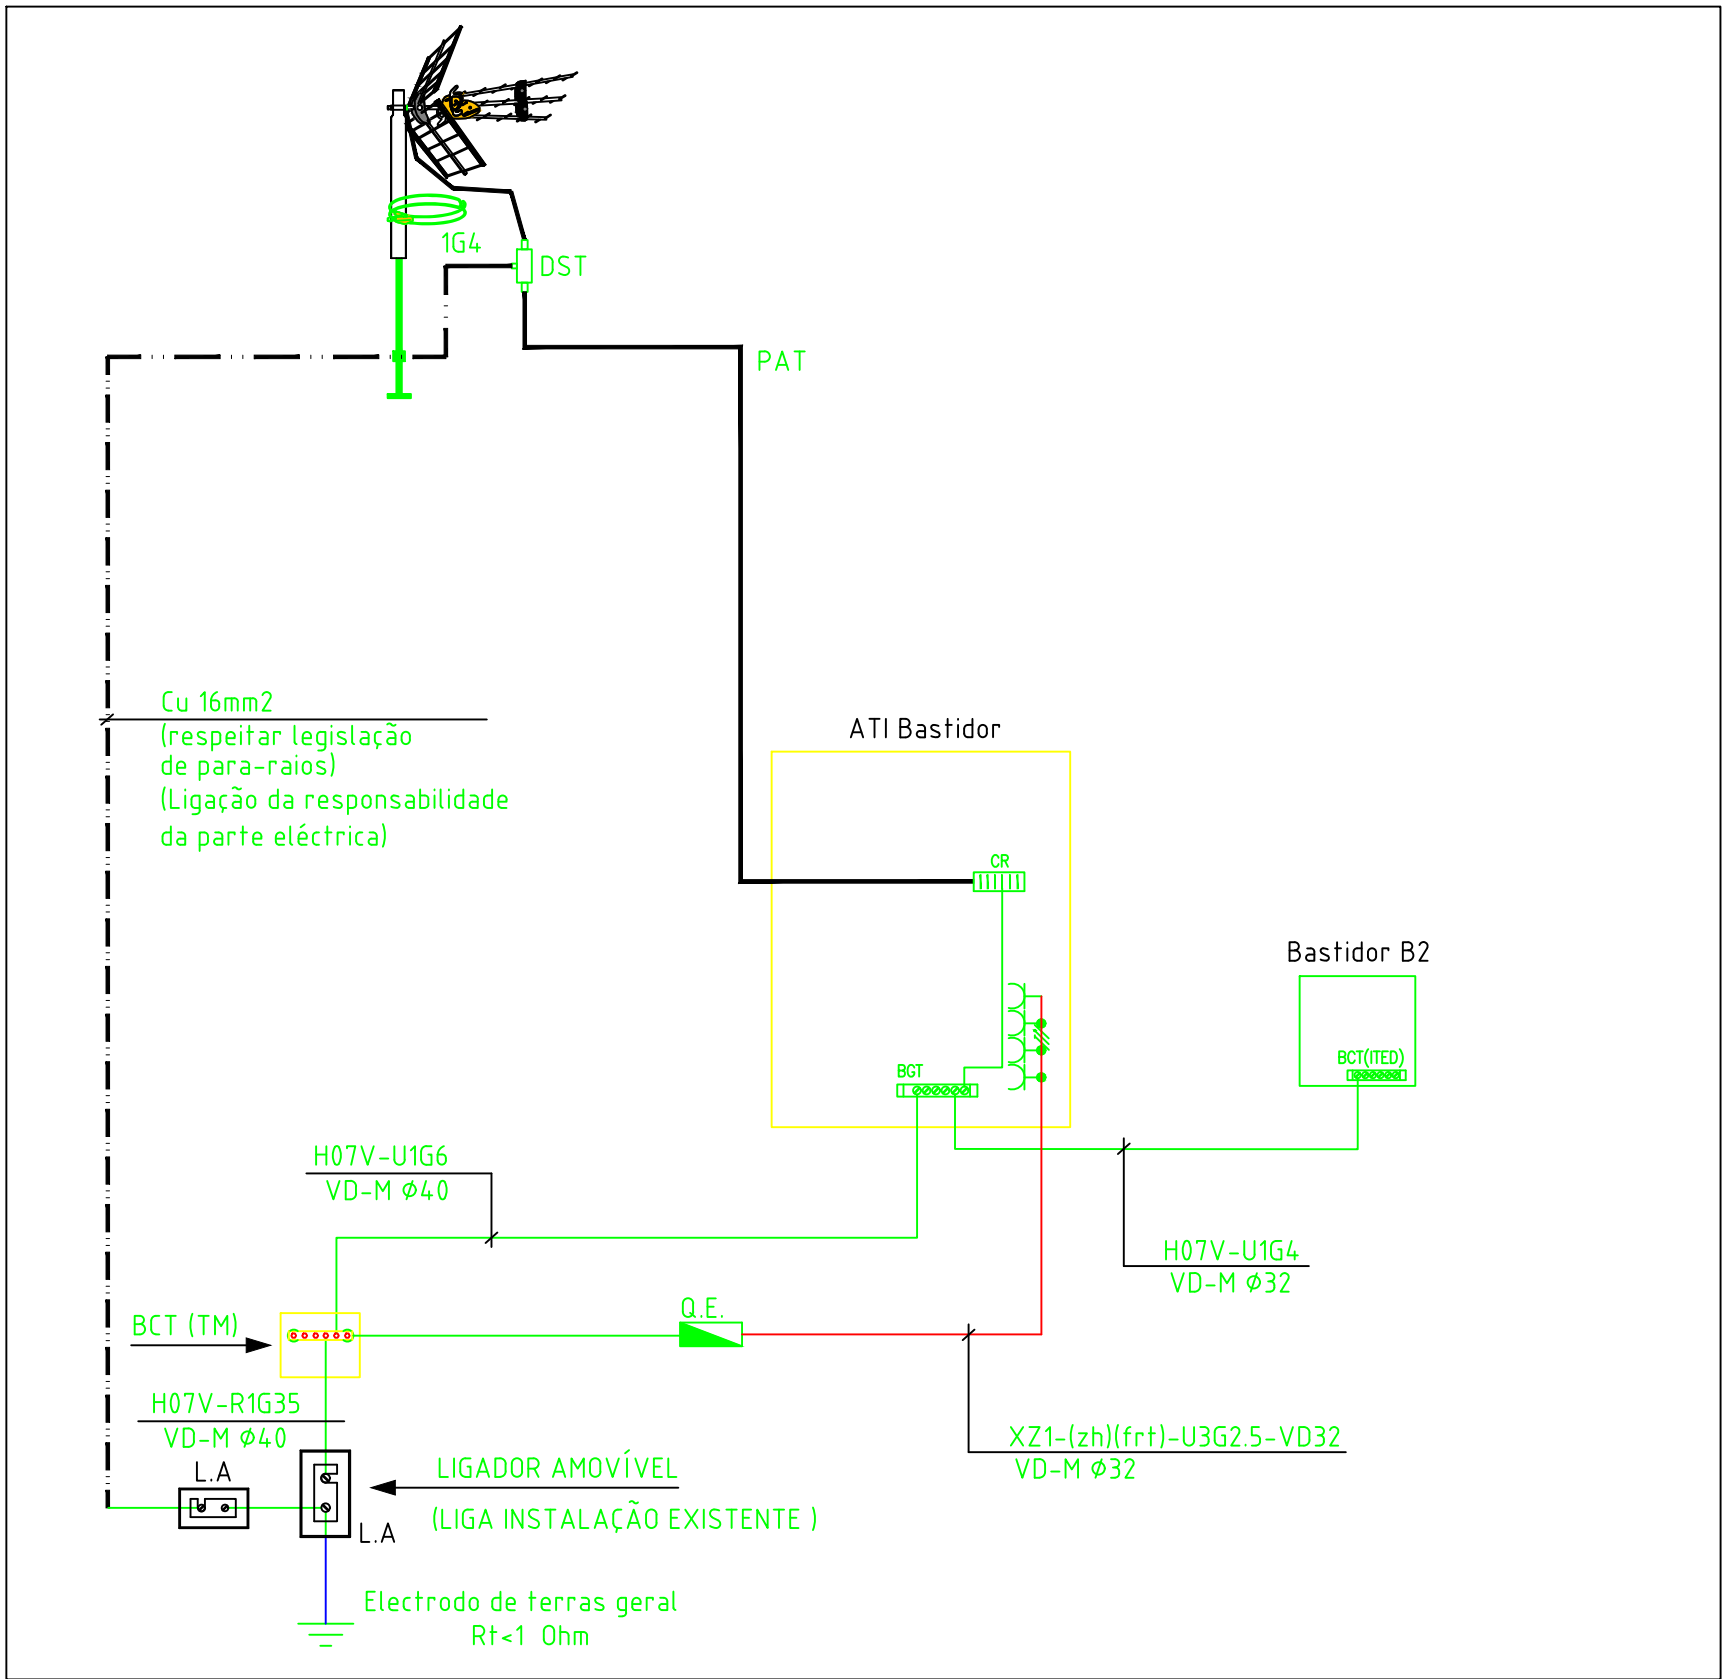 1G4
DST
PAT
Cu 16mm2
(respeitar legislação
de para-raios)
(Ligação da responsabilidade
da parte eléctrica)
ATI Bastidor
CR
Bastidor B2
BCT(ITED)
BGT
H07V-U1G6
VD-M Ø40
H07V-U1G4
VD-M Ø32
Q.E.
BCT (TM)
H07V-R1G35
VD-M Ø40
XZ1-(zh)(frt)-U3G2.5-VD32
VD-M Ø32
L.A
LIGADOR AMOVÍVEL
(LIGA INSTALAÇÃO EXISTENTE )
L.A
Electrodo de terras geral
Rt<1 Ohm